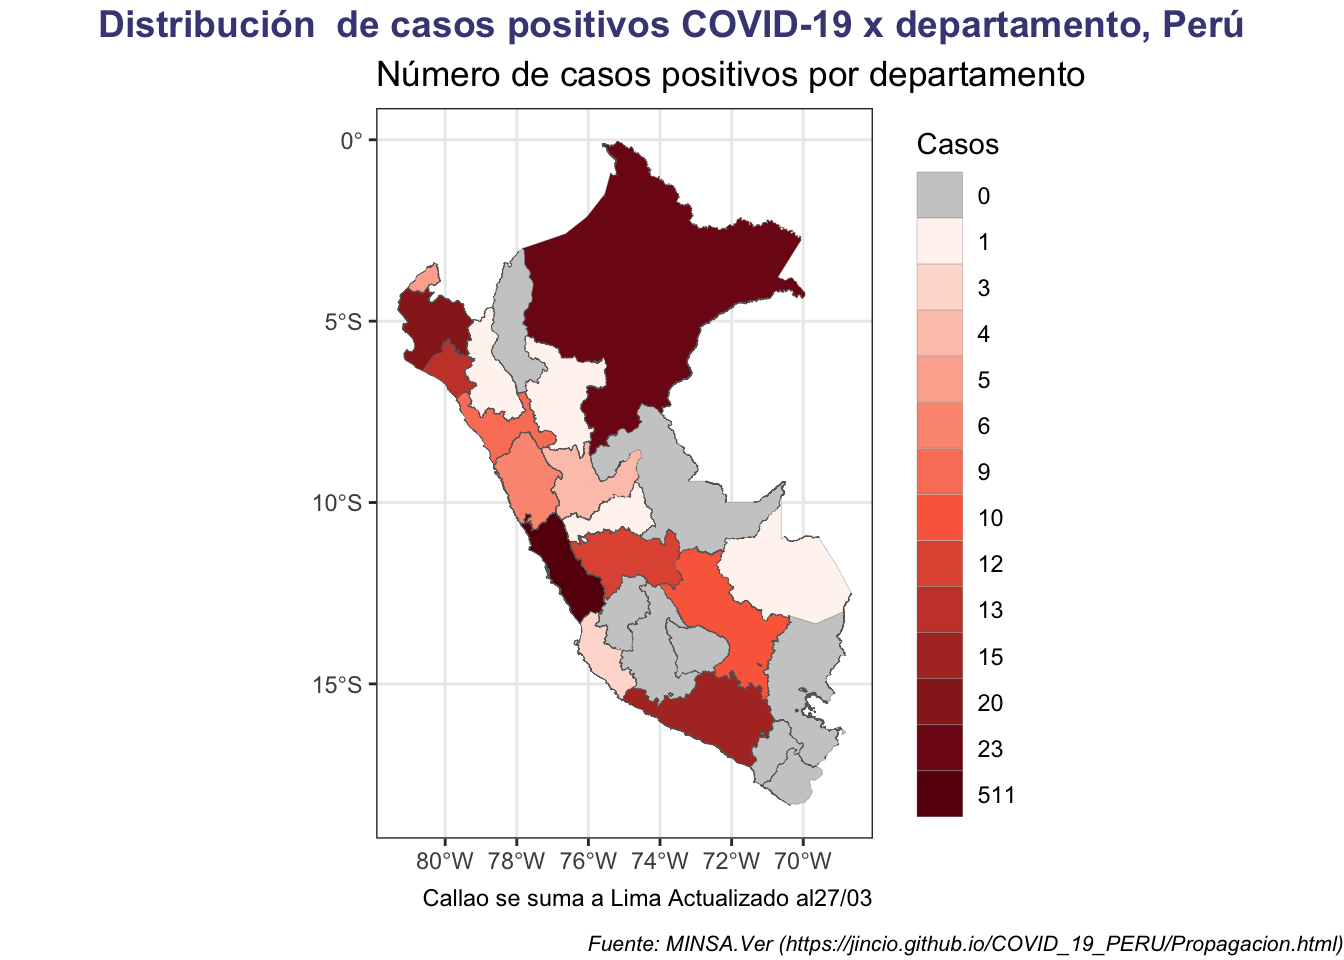 Distribución  de casos positivos COVID-19 x departamento, Perú
Número de casos positivos por departamento
0°
5°S
10°S
15°S
80°W 78°W 76°W 74°W 72°W 70°W
Casos
0
1
3
4
5
6
9
10
12
13
15
20
23
511
Callao se suma a Lima Actualizado al27/03
Fuente: MINSA.Ver (https://jincio.github.io/COVID_19_PERU/Propagacion.html)